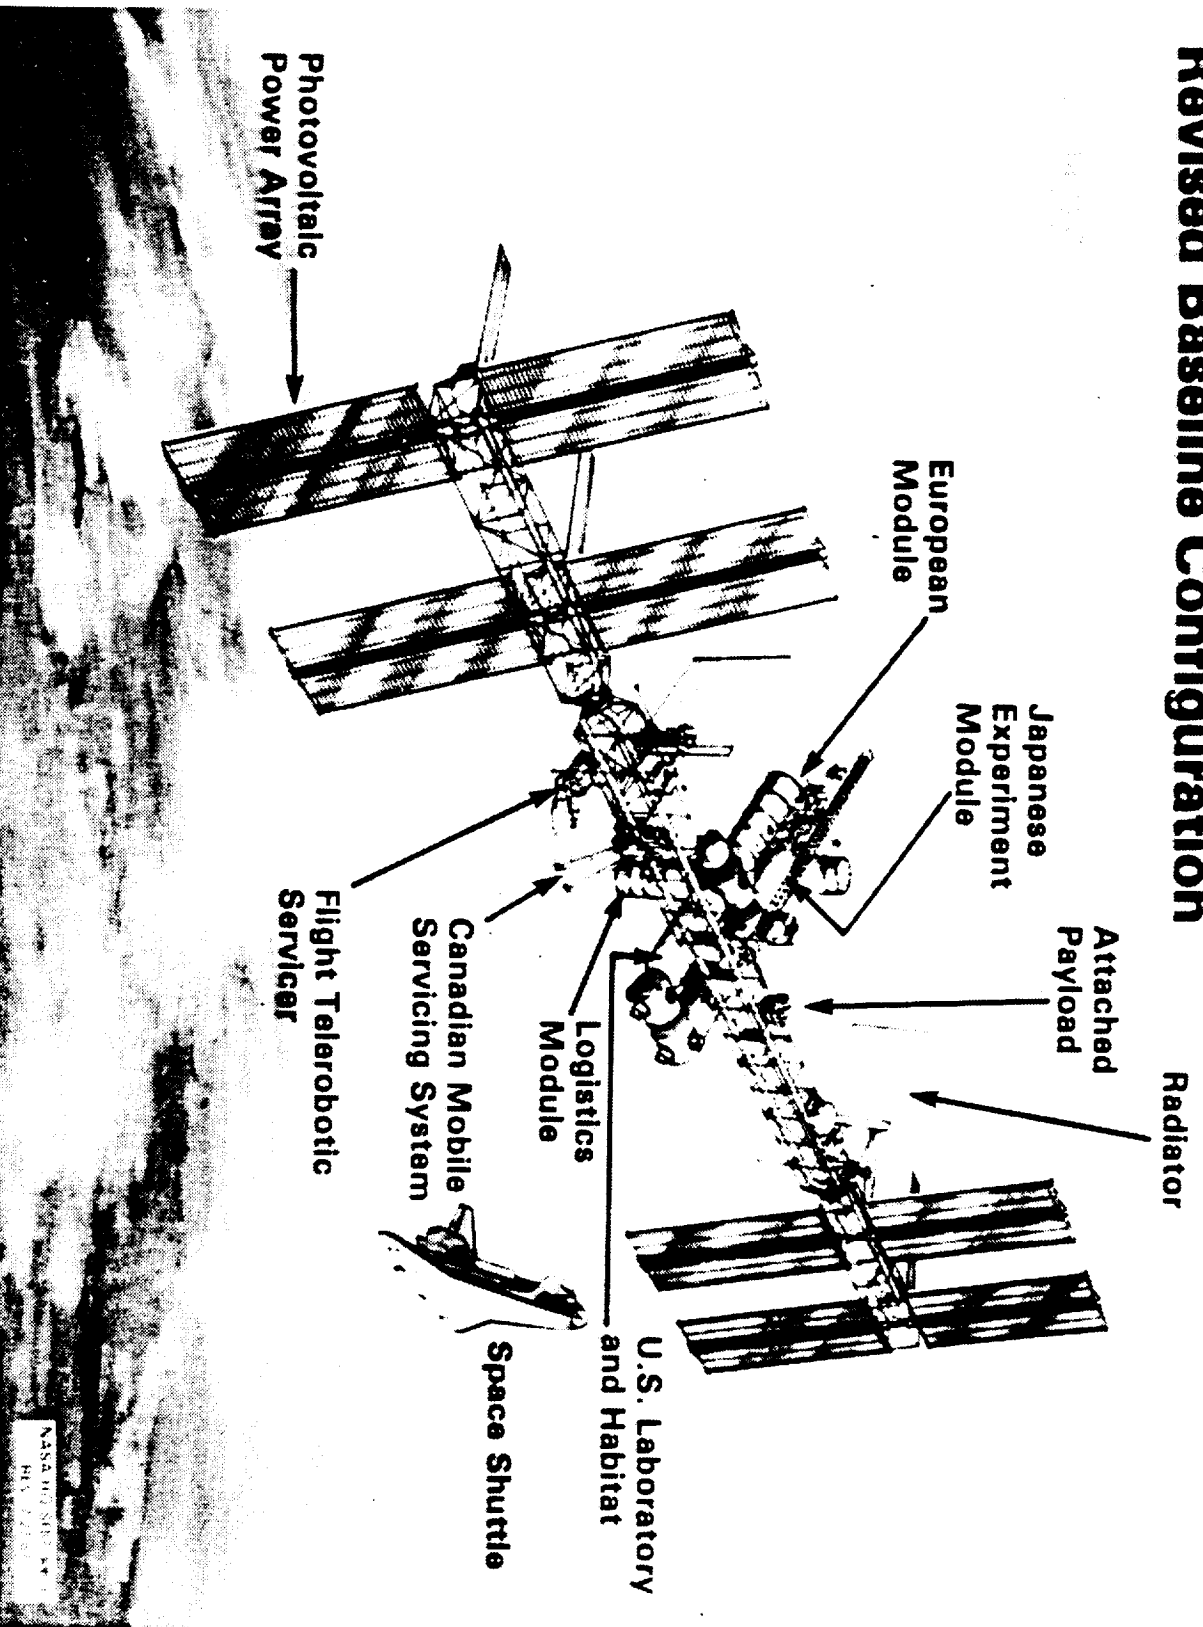 Revised Baseline Configuration
Radiator
Attached
Payload
Japanese
Experiment
Module
European
Module
U.S. Laboratory
and Habitat
Logistics
Module
Space Shuttle
Canadian Mobile
Servicing System
Flight Telerobotic
Servicer
Photovoltaic
Power Array
NASA